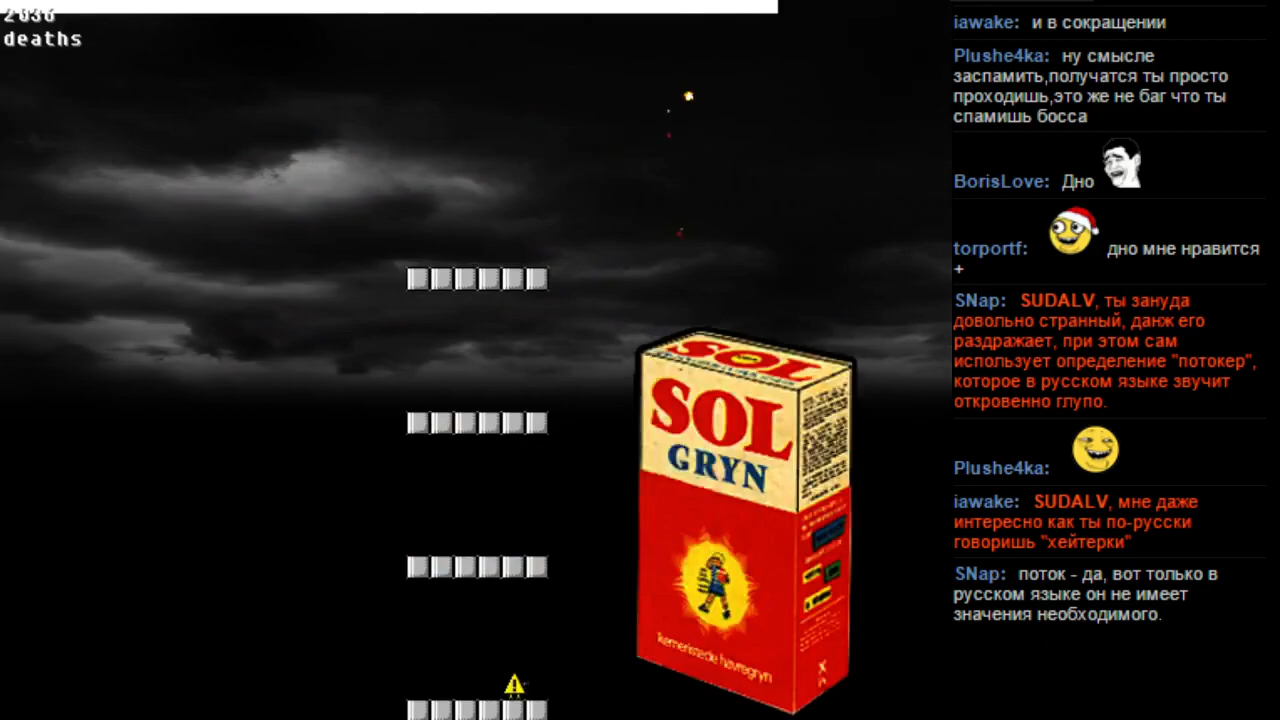 2036
deaths
SOL
SOL
GRYN
havregryn
iawake: и в сокращении
Plushe4ka: ну смысле
заспамить,получатся ты просто
проходишь,это же не баг что ты
спамишь босса
BorisLove: Дно
torportf: дно мне нравится
+
SNap: SUDALV, ты зануда
довольно странный, данж его
раздражает, при этом сам
использует определение "потокер",
которое в русском языке звучит
откровенно глупо.
Plushe4ka:
iawake: SUDALV, мне даже
интересно как ты по-русски
говоришь "хейтерки"
SNap: поток - да, вот только в
русском языке он не имеет
значения необходимого.